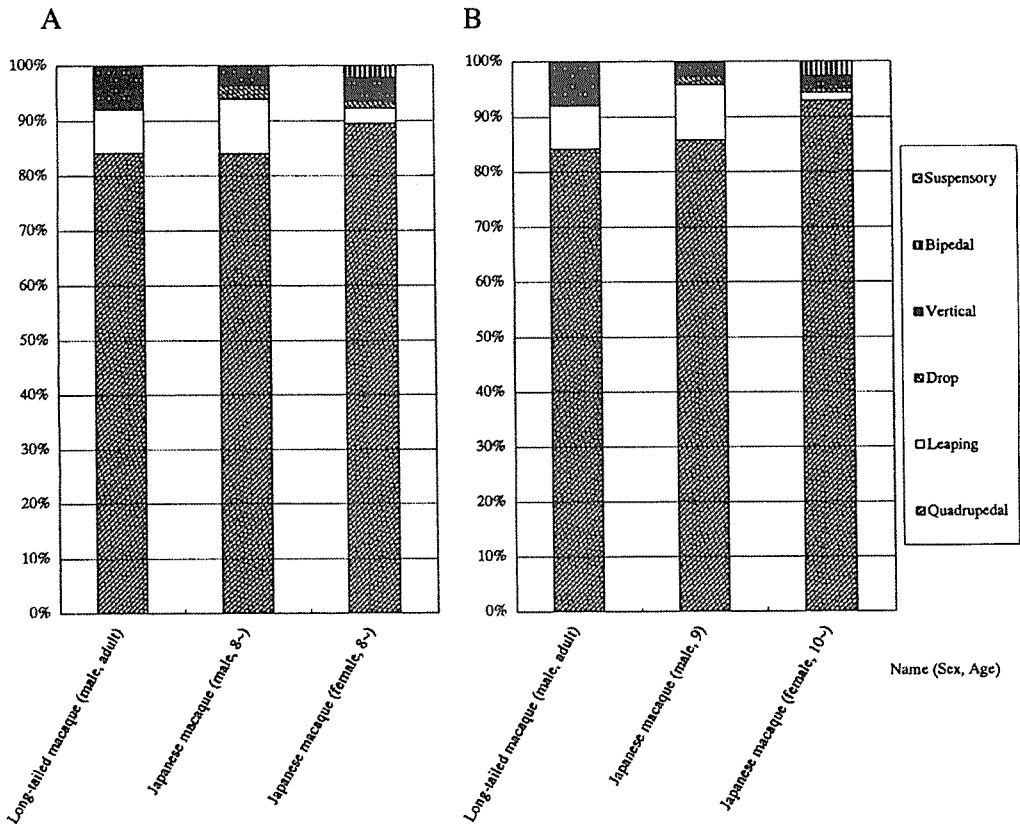 A
100%
90%
80%
70%
60%
50%
40%
30%
20%
10%
0%
Long-tailed macaque (male, adult)
Japanese macaque (male, 8~)
Japanese macaque (female, 8~)
B
100%
90%
80%
70%
60%
50%
40%
30%
20%
10%
0%
Long-tailed macaque (male, adult)
Japanese macaque (male, 9)
Japanese macaque (female, 10~)
Suspensory
Bipedal
Vertical
Drop
Leaping
Quadrupedal
Name (Sex, Age)